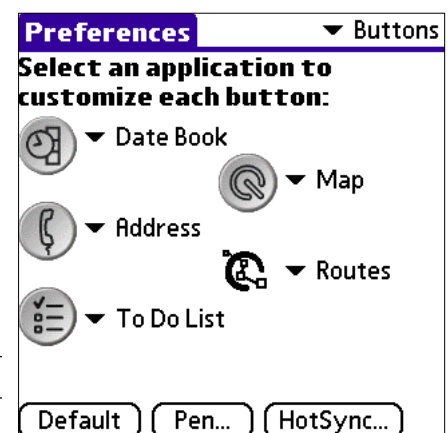 Preferences
Buttons
Select an application to
customize each button:
Date Book
Map
Address
Routes
To Do List
Default Pen... HotSync...